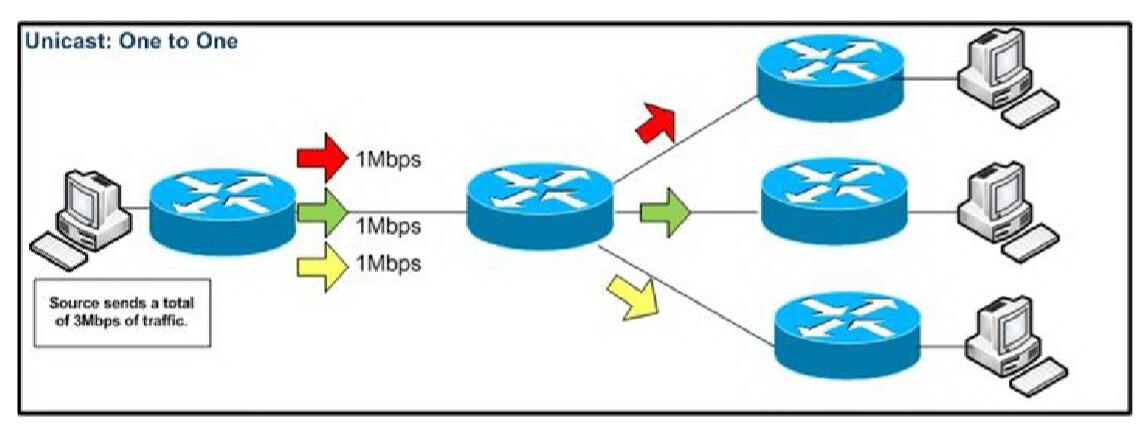 Unicast: One to One
1Mbps
1Mbps
1Mbps
Source sends a total
of 3Mbps of traffic.